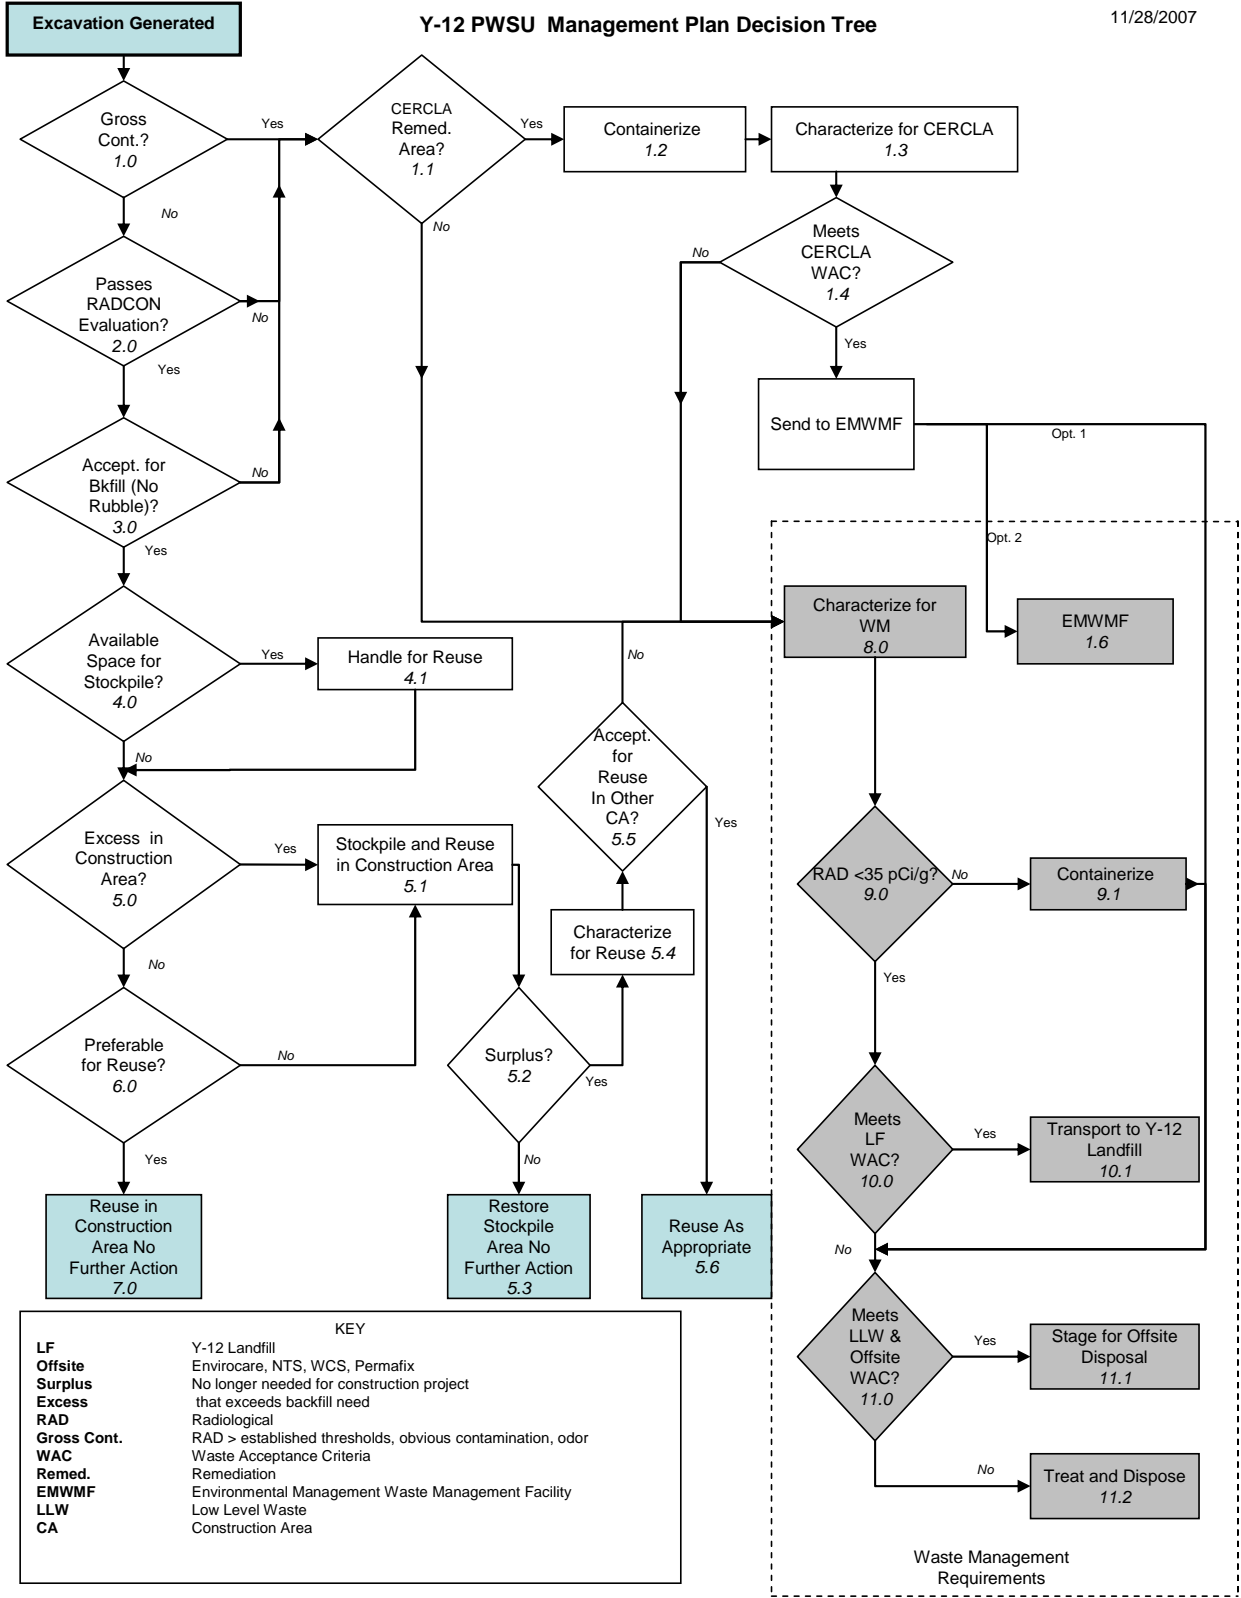 Excavation Generated
Y-12 PWSU  Management Plan Decision Tree
11/28/2007
Gross
Cont.?
1.0
Yes
No
CERCLA
Remed.
Area?
1.1
Yes
No
Containerize
1.2
Characterize for CERCLA
1.3
Meets
CERCLA
WAC?
1.4
No
Yes
Passes
RADCON
Evaluation?
2.0
No
Yes
Send to EMWMF
Opt. 1
Opt. 2
Accept. for
Bkfill (No
Rubble)?
3.0
No
Yes
Characterize for
WM
8.0
EMWMF
1.6
Available
Space for
Stockpile?
4.0
Yes
No
Handle for Reuse
4.1
No
Accept.
for
Reuse
In Other
CA?
5.5
Yes
Excess in
Construction
Area?
5.0
Yes
No
Stockpile and Reuse
in Construction Area
5.1
RAD <35 pCi/g?
9.0
No
Yes
Containerize
9.1
Characterize
for Reuse 5.4
Preferable
for Reuse?
6.0
No
Yes
Surplus?
5.2
Yes
No
Meets
LF
WAC?
10.0
Yes
No
Transport to Y-12
Landfill
10.1
Reuse in
Construction
Area No
Further Action
7.0
Restore
Stockpile
Area No
Further Action
5.3
Reuse As
Appropriate
5.6
Meets
LLW &
Offsite
WAC?
11.0
Yes
No
Stage for Offsite
Disposal
11.1
Treat and Dispose
11.2
Waste Management
Requirements
KEY
LF Y-12 Landfill
Offsite Envirocare, NTS, WCS, Permafix
Surplus No longer needed for construction project
Excess that exceeds backfill need
RAD Radiological
Gross Cont. RAD > established thresholds, obvious contamination, odor
WAC Waste Acceptance Criteria
Remed. Remediation
EMWMF Environmental Management Waste Management Facility
LLW Low Level Waste
CA Construction Area